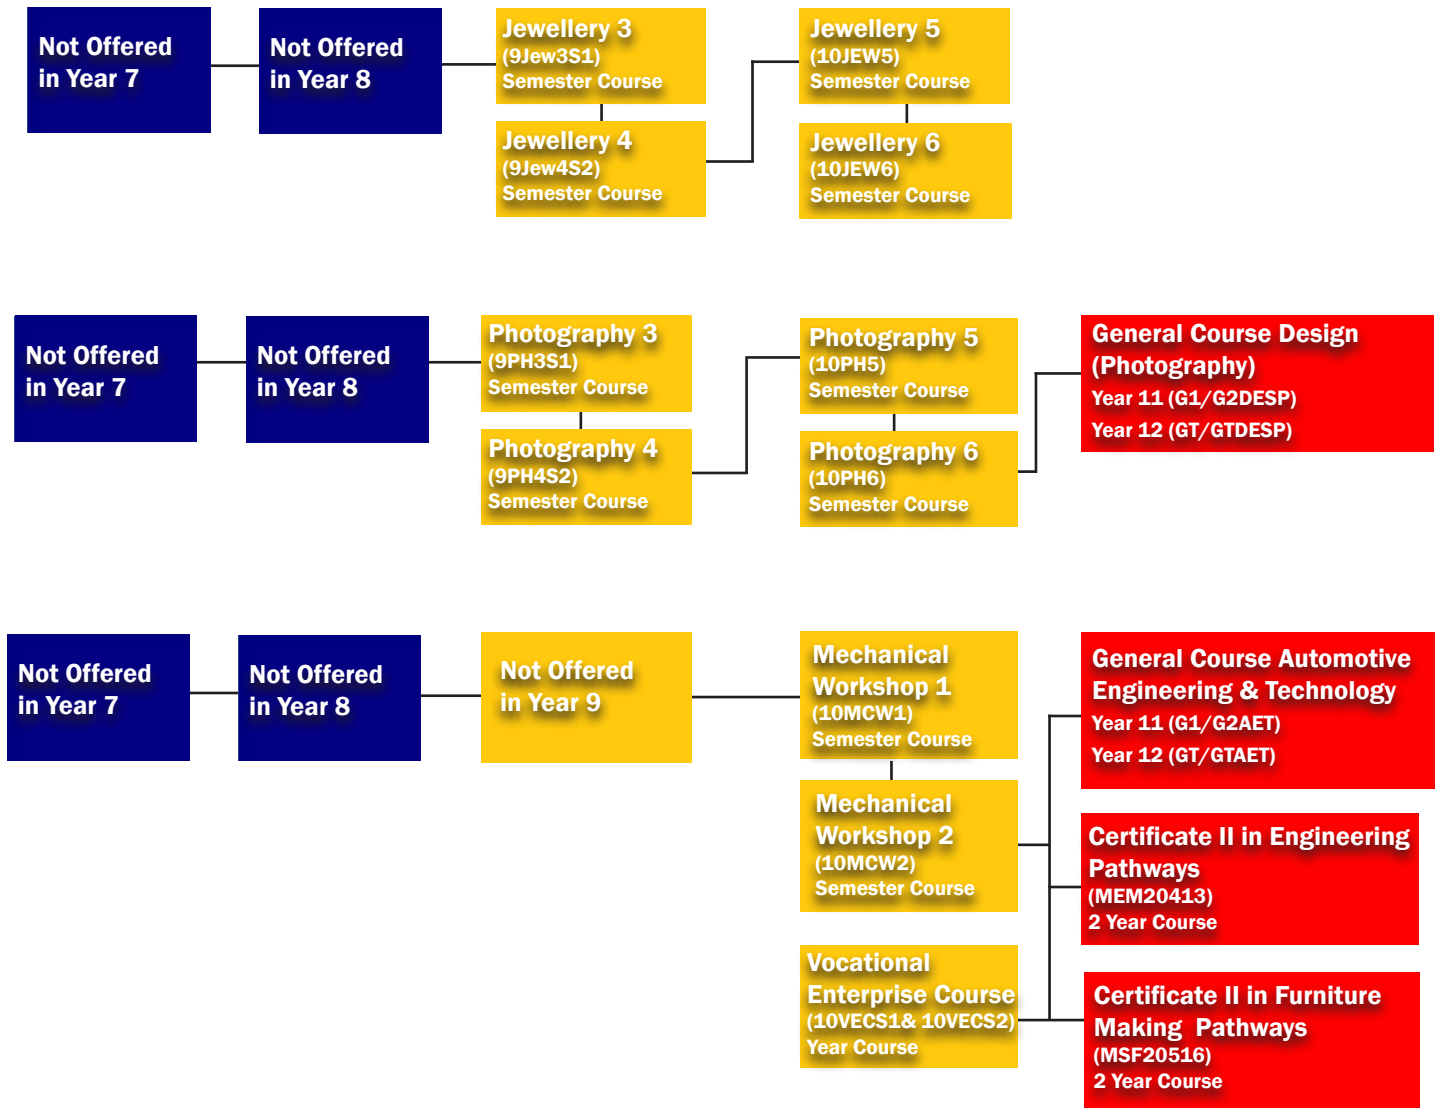 Not Offered
in Year 7
Not Offered
in Year 8
Jewellery 3
(9Jew3S1)
Semester Course
Jewellery 4
(9Jew4S2)
Semester Course
Jewellery 5
(10JEW5)
Semester Course
Jewellery 6
(10JEW6)
Semester Course
Not Offered
in Year 7
Not Offered
in Year 8
Photography 3
(9PH3S1)
Semester Course
Photography 4
(9PH4S2)
Semester Course
Photography 5
(10PH5)
Semester Course
Photography 6
(10PH6)
Semester Course
General Course Design
(Photography)
Year 11 (G1/G2DESP)
Year 12 (GT/GTDESP)
Not Offered
in Year 7
Not Offered
in Year 8
Not Offered
in Year 9
Mechanical
Workshop 1
(10MCW1)
Semester Course
Mechanical
Workshop 2
(10MCW2)
Semester Course
Vocational
Enterprise Course
(10VECS1& 10VECS2)
Year Course
General Course Automotive
Engineering & Technology
Year 11 (G1/G2AET)
Year 12 (GT/GTAET)
Certificate II in Engineering
Pathways
(MEM20413)
2 Year Course
Certificate II in Furniture
Making  Pathways
(MSF20516)
2 Year Course